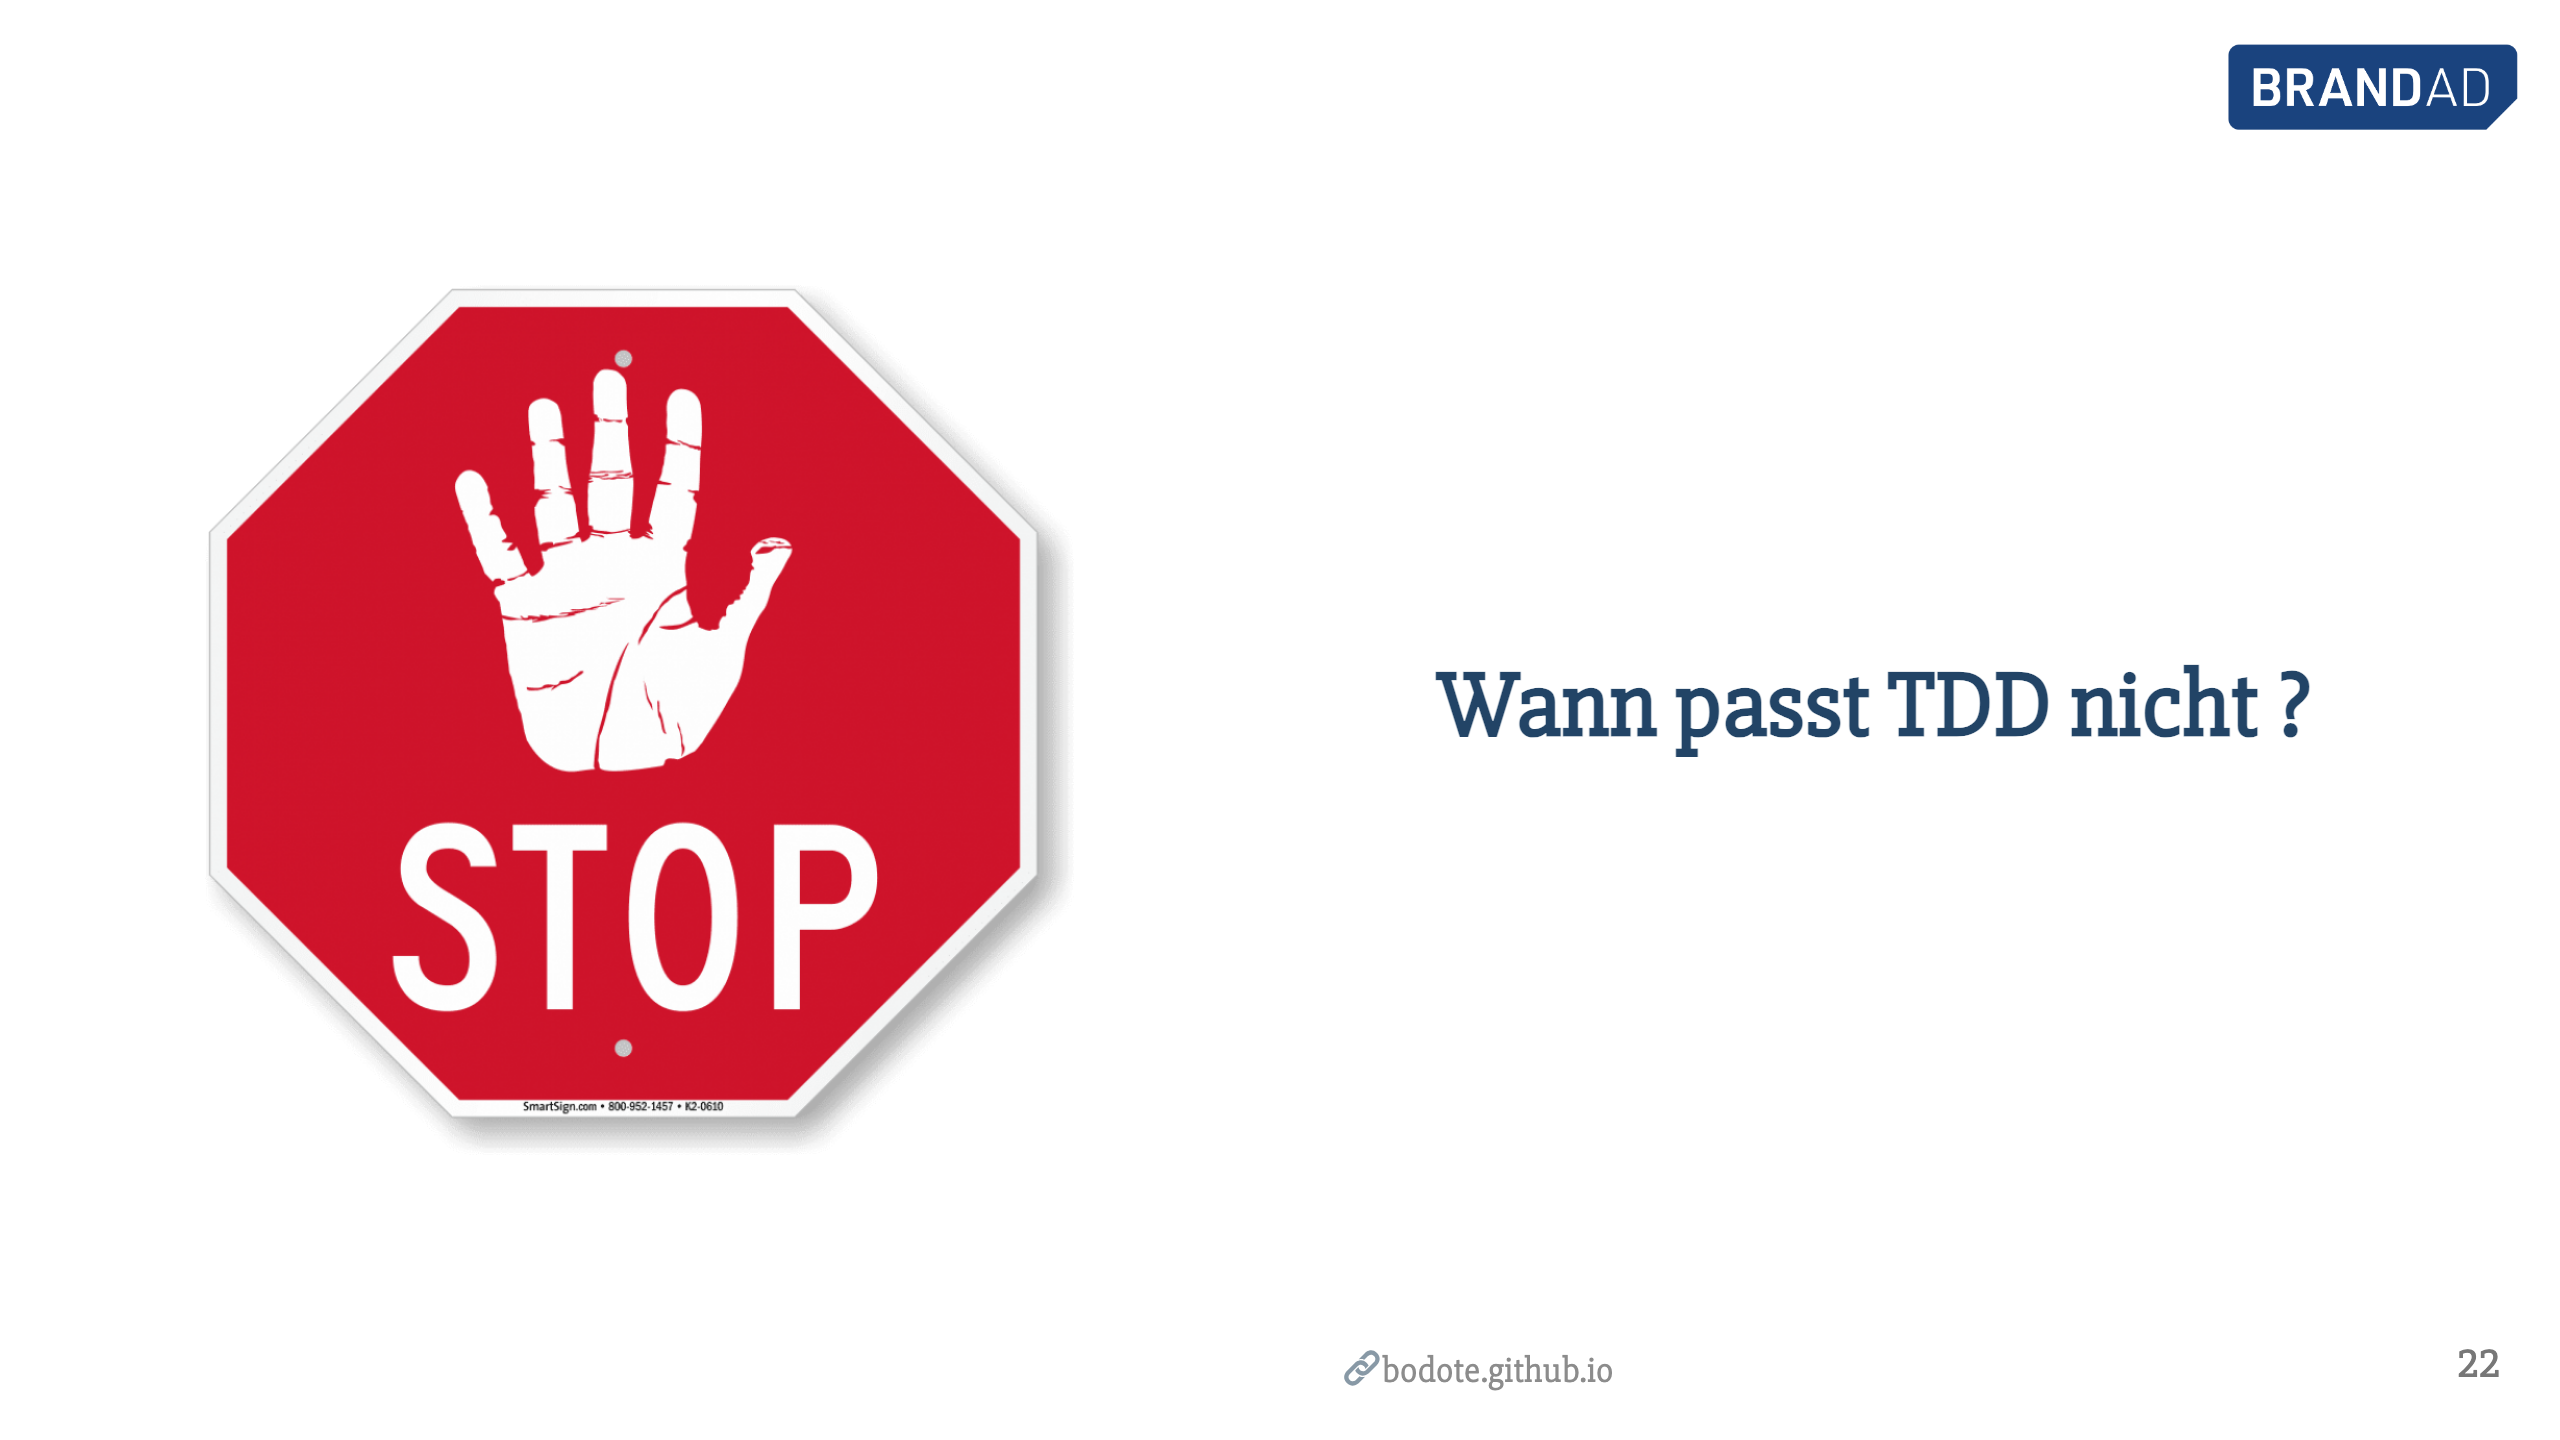 BRANDAD
STOP
SmartSign.com • 800-952-1457 • K2-0610
Wann passt TDD nicht ?
bodote.github.io
22